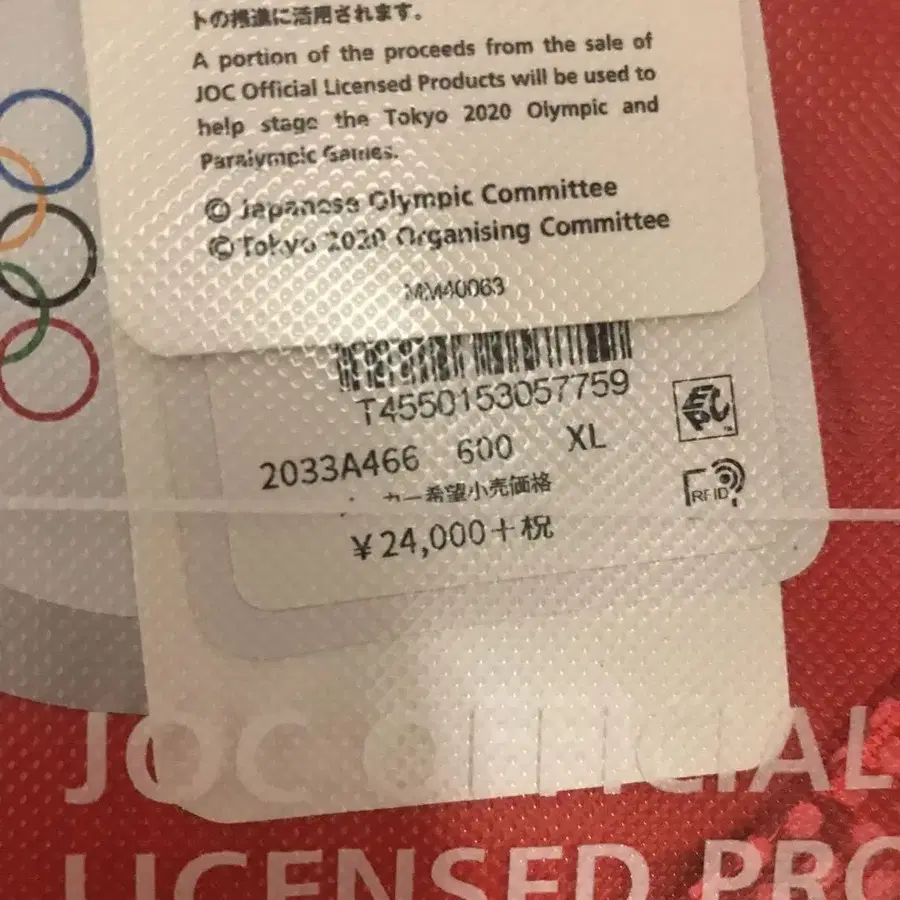 トの推進に活用されます。
A portion of the proceeds from the sale of
JOC Official Licensed Products will be used to
help stage the Tokyo 2020 Olympic and
Paralympic Games.
© Japanese Olympic Committee
© Tokyo 2020 Organising Committee
MM40063
T4550153057759
2033A466 600 XL
カー希望小売価格
¥24,000+税
RFID
JOC OFFICIAL
LICENSED PRO